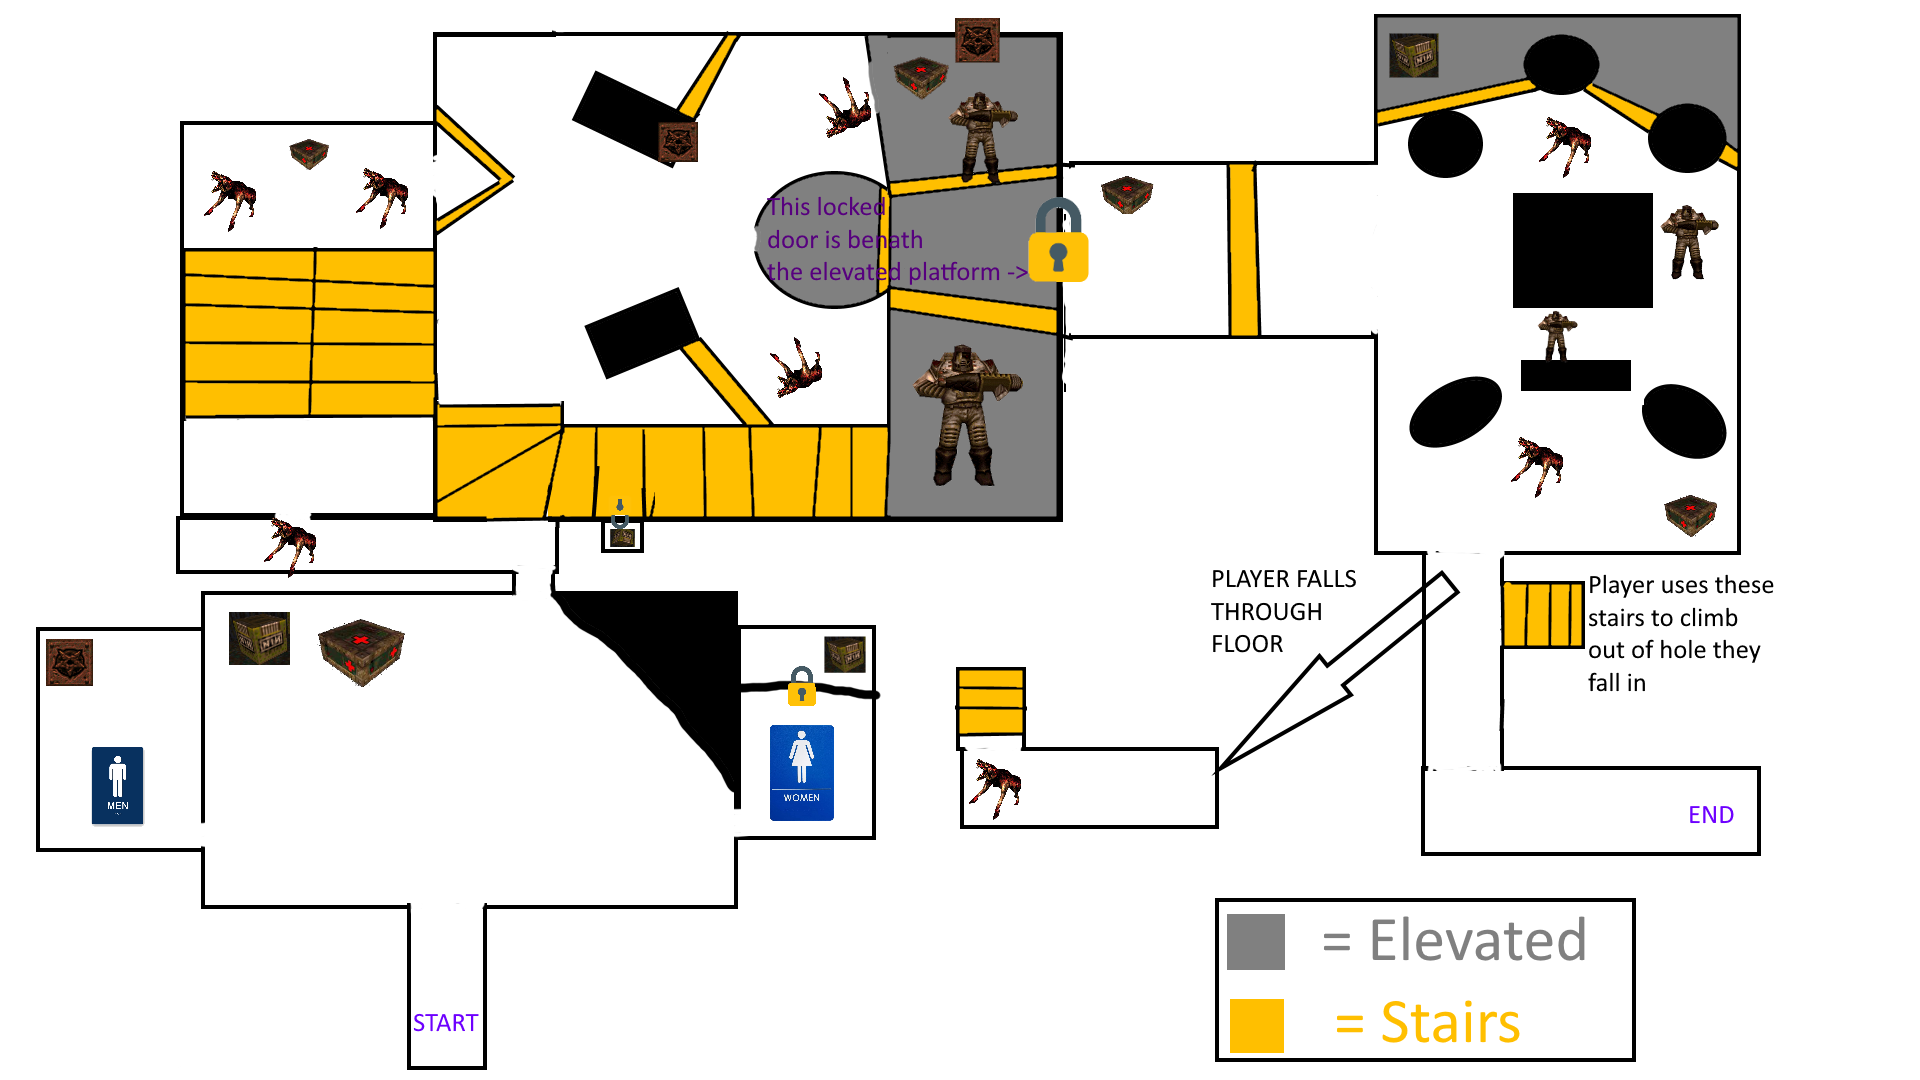 This locked
door is benath
the elevated platform ->
PLAYER FALLS
THROUGH
FLOOR
Player uses these
stairs to climb
out of hole they
fall in
MEN
WOMEN
END
START
= Elevated
= Stairs